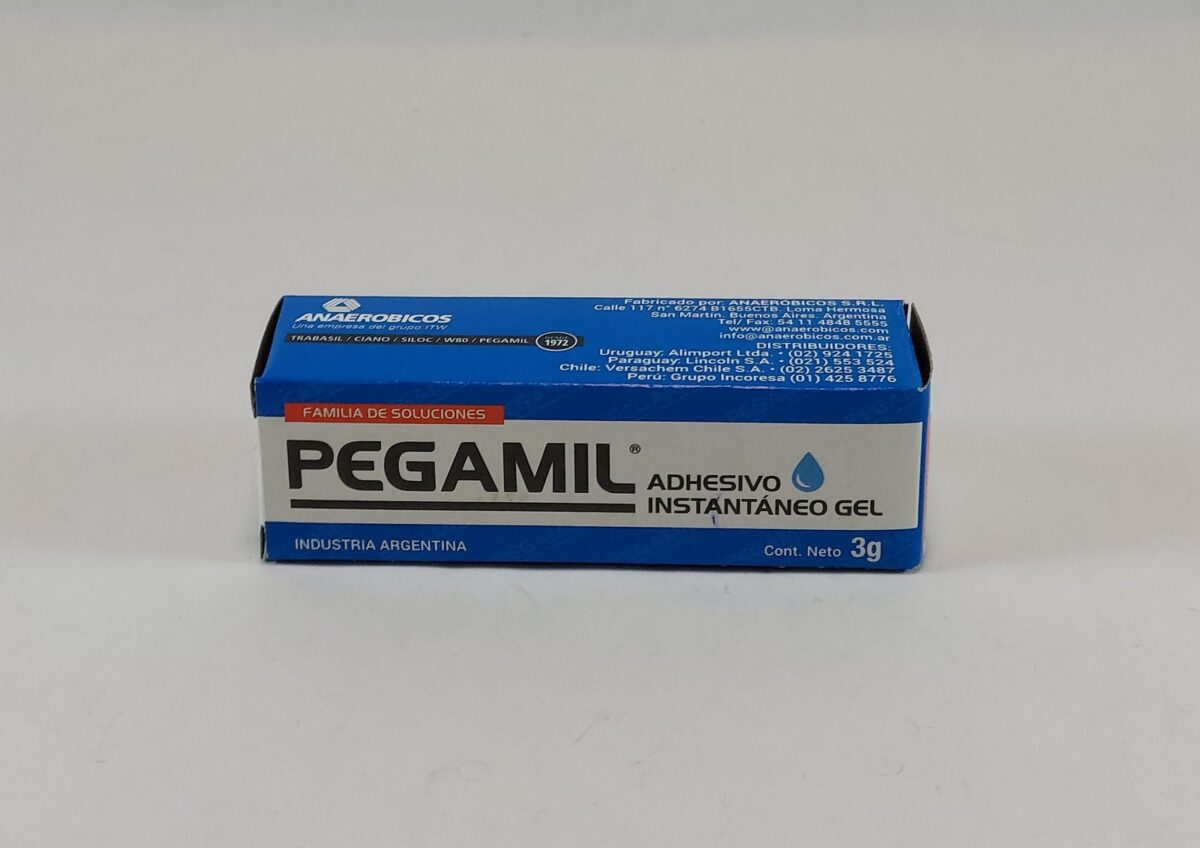 ANAEROBICOS
Una empresa del grupo ITW
TRABASIL / CIANO / SILOC / W80 / PEGAMIL
DESDE
1972
Fabricado por: ANAERÓBICOS S.R.L.
Calle 117 n° 6274 B1655CTB. Loma Hermosa
San Martín. Buenos Aires. Argentina
Tel/ Fax: 54 11 4848 5555
www@anaerobicos.com
info@anaerobicos.com.ar
DISTRIBUIDORES:
Uruguay: Alimport Ltda. • (02) 924 1725
Paraguay: Lincoln S.A. • (021) 553 524
Chile: Versachem Chile S.A. • (02) 2625 3487
Perú: Grupo Incoresa (01) 425 8776
FAMILIA DE SOLUCIONES
PEGAMIL®
ADHESIVO
INSTANTÁNEO GEL
INDUSTRIA ARGENTINA
Cont. Neto 3g